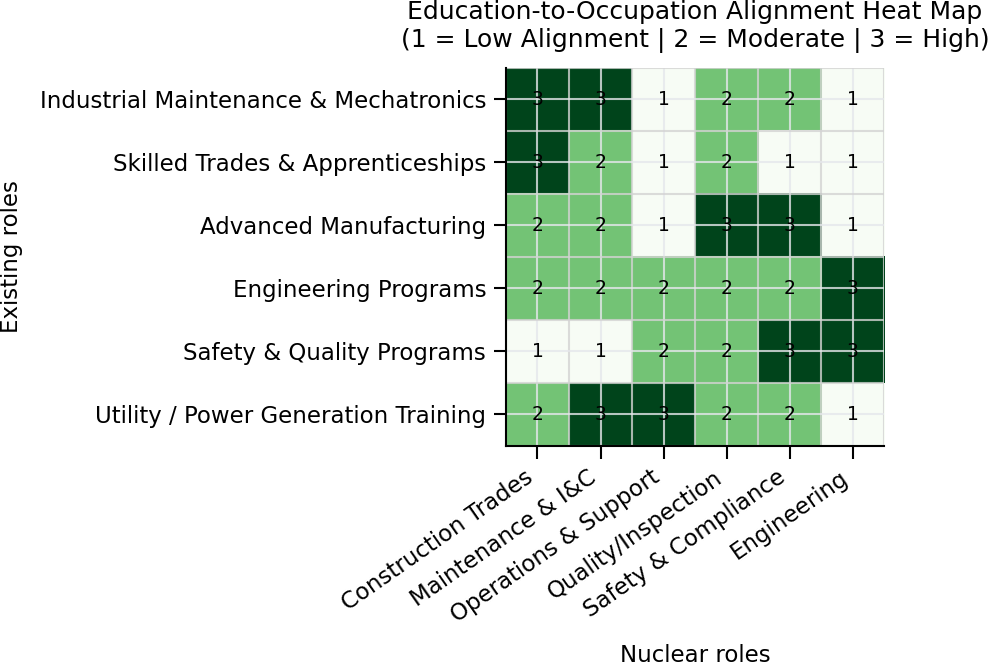 Education-to-Occupation Alignment Heat Map
(1 = Low Alignment | 2 = Moderate | 3 = High)
Existing roles
Industrial Maintenance & Mechatronics 3 3 1 2 2 1
Skilled Trades & Apprenticeships 3 2 1 2 1 1
Advanced Manufacturing 2 2 1 3 3 1
Engineering Programs 2 2 2 2 2 3
Safety & Quality Programs 1 1 2 2 3 3
Utility / Power Generation Training 2 3 3 2 2 1
Construction Trades
Maintenance & I&C
Operations & Support
Quality/Inspection
Safety & Compliance
Engineering
Nuclear roles